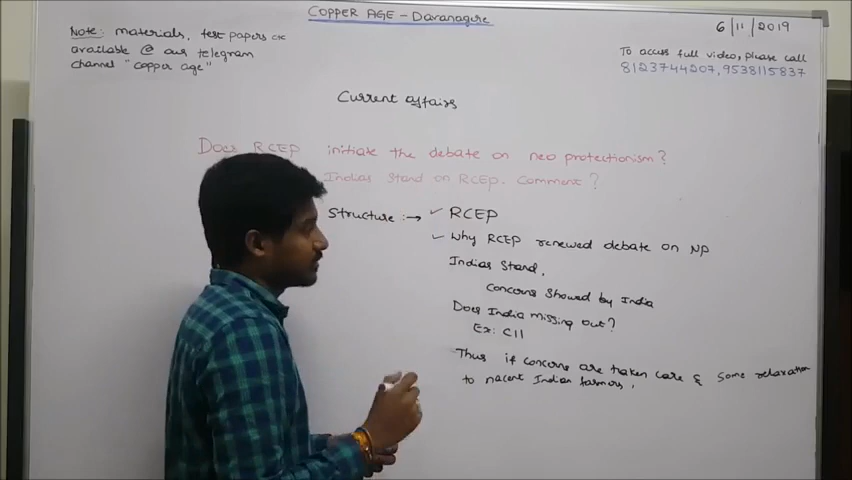 COPPER AGE - Davanagire
6/11/2019
Note: materials, test papers etc
available @ our telegram
channel "copper age"
To access full video, please call
8123744207, 9538115837
Current affairs
Does RCEP initiate the debate on neo protectionism?
Indias stand on RCEP. Comment?
Structure :→ ✓ RCEP
✓ Why RCEP renewed debate on NP
Indias Stand.
Concerns Showed by India
Does India missing out?
Ex: CII
Thus if concerns are taken care & some relaxation
to nacent Indian farmers.